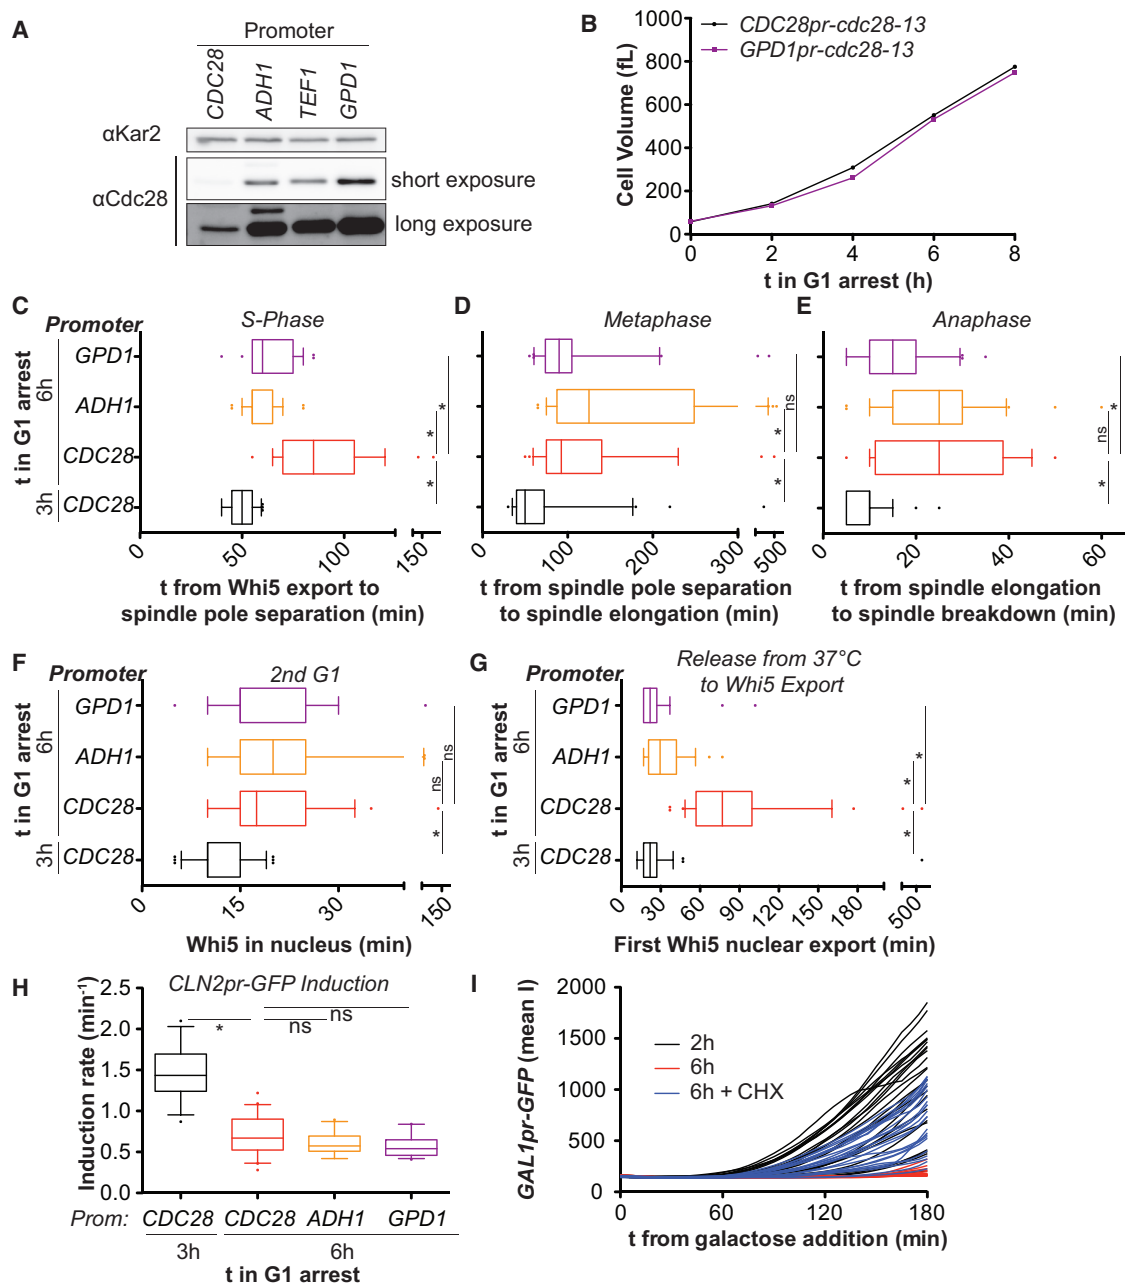 A
Promoter
CDC28
ADH1
TEF1
GPD1
αKar2
αCdc28
short exposure
long exposure
B
CDC28pr-cdc28-13
GPD1pr-cdc28-13
Cell Volume (fL)
1000
800
600
400
200
0
0 2 4 6 8
t in G1 arrest (h)
C
Promoter
S-Phase
t in G1 arrest
6h
3h
GPD1
ADH1
CDC28
CDC28
*
*
*
0 50 100 150
t from Whi5 export to
spindle pole separation (min)
D
Metaphase
ns
*
*
0 100 200 300 500
t from spindle pole separation
to spindle elongation (min)
E
Anaphase
*
ns
*
0 20 40 60
t from spindle elongation
to spindle breakdown (min)
F
Promoter
2nd G1
t in G1 arrest
6h
3h
GPD1
ADH1
CDC28
CDC28
ns
ns
*
0 15 30 150
Whi5 in nucleus (min)
G
Release from 37°C
to Whi5 Export
Promoter
t in G1 arrest
6h
3h
GPD1
ADH1
CDC28
CDC28
*
*
*
0 30 60 90 120 150 180 500
First Whi5 nuclear export (min)
H
CLN2pr-GFP Induction
Induction rate (min-1)
2.5
2.0
1.5
1.0
0.5
0.0
*
ns
ns
Prom: CDC28 CDC28 ADH1 GPD1
3h 6h
t in G1 arrest
I
GAL1pr-GFP (mean I)
2000
1500
1000
500
0
2h
6h
6h + CHX
0 60 120 180
t from galactose addition (min)